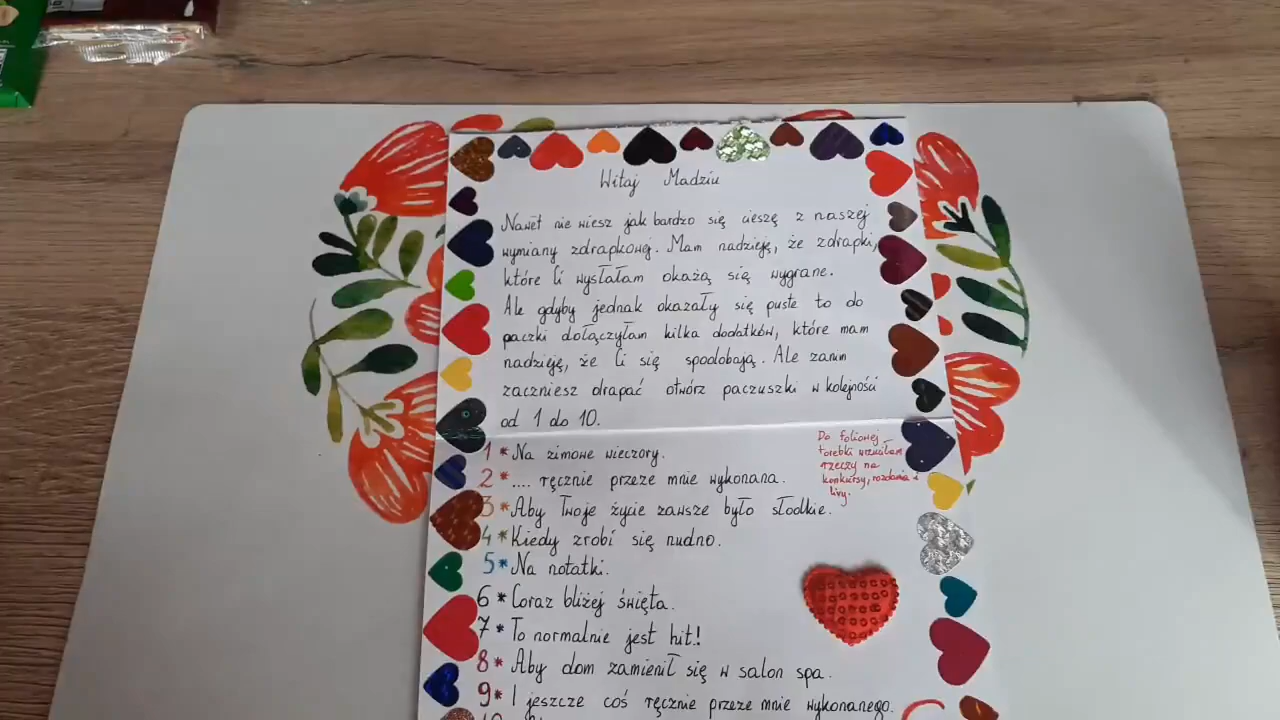 Witaj Madziu
Nawet nie wiesz jak bardzo się cieszę z naszej
wymiany zdrapkowej. Mam nadzieję, że zdrapki,
które Ci wysłałam okażą się wygrane.
Ale gdyby jednak okazały się puste to do
paczki dołączyłam kilka dodatków, które mam
nadzieję, że Ci się spodobają. Ale zanim
zaczniesz drapać otwórz paczuszki w kolejności
od 1 do 10.
1* Na zimowe wieczory.
2* .... ręcznie przeze mnie wykonana.
3* Aby Twoje życie zawsze było słodkie.
4* Kiedy zrobi się nudno.
5* Na notatki.
6* Coraz bliżej święta.
7* To normalnie jest hit!
8* Aby dom zamienił się w salon spa.
9* I jeszcze coś ręcznie przeze mnie wykonanego.
Do foliowej
torebki wrzuciłam
rzeczy na
konkursy, rozdania i
livy.